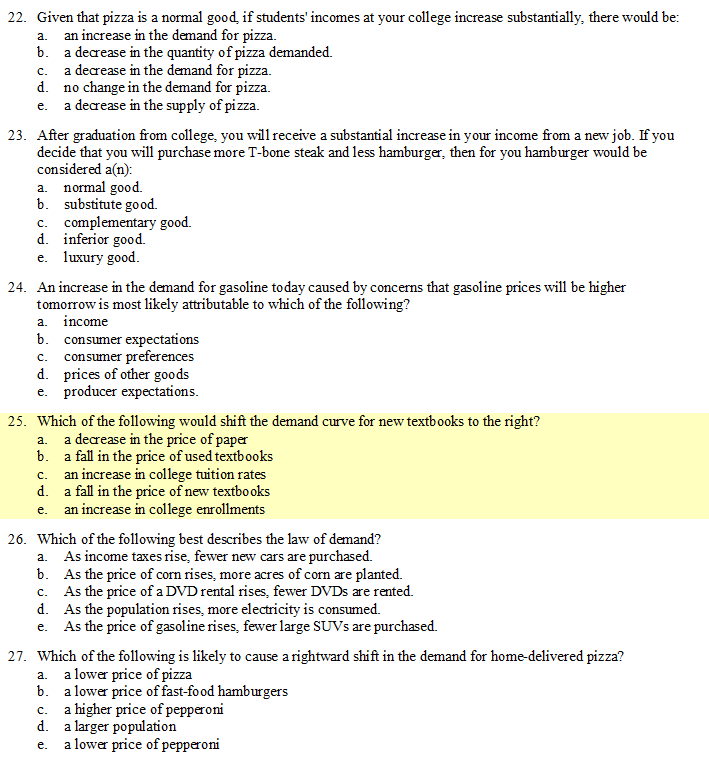 22. Given that pizza is a normal good, if students' incomes at your college increase substantially, there would be:
a. an increase in the demand for pizza.
b. a decrease in the quantity of pizza demanded.
c. a decrease in the demand for pizza.
d. no change in the demand for pizza.
e. a decrease in the supply of pizza.
23. After graduation from college, you will receive a substantial increase in your income from a new job. If you
decide that you will purchase more T-bone steak and less hamburger, then for you hamburger would be
considered a(n):
a. normal good.
b. substitute good.
c. complementary good.
d. inferior good.
e. luxury good.
24. An increase in the demand for gasoline today caused by concerns that gasoline prices will be higher
tomorrow is most likely attributable to which of the following?
a. income
b. consumer expectations
c. consumer preferences
d. prices of other goods
e. producer expectations.
25. Which of the following would shift the demand curve for new textbooks to the right?
a. a decrease in the price of paper
b. a fall in the price of used textbooks
c. an increase in college tuition rates
d. a fall in the price of new textbooks
e. an increase in college enrollments
26. Which of the following best describes the law of demand?
a. As income taxes rise, fewer new cars are purchased.
b. As the price of corn rises, more acres of corn are planted.
c. As the price of a DVD rental rises, fewer DVDs are rented.
d. As the population rises, more electricity is consumed.
e. As the price of gasoline rises, fewer large SUVs are purchased.
27. Which of the following is likely to cause a rightward shift in the demand for home-delivered pizza?
a. a lower price of pizza
b. a lower price of fast-food hamburgers
c. a higher price of pepperoni
d. a larger population
e. a lower price of pepperoni